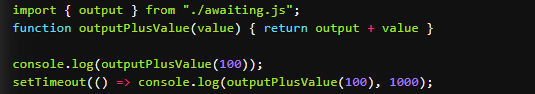 import { output } from "./awaiting.js";
function outputPlusValue(value) { return output + value }
console.log(outputPlusValue(100));
setTimeout(() => console.log(outputPlusValue(100), 1000);